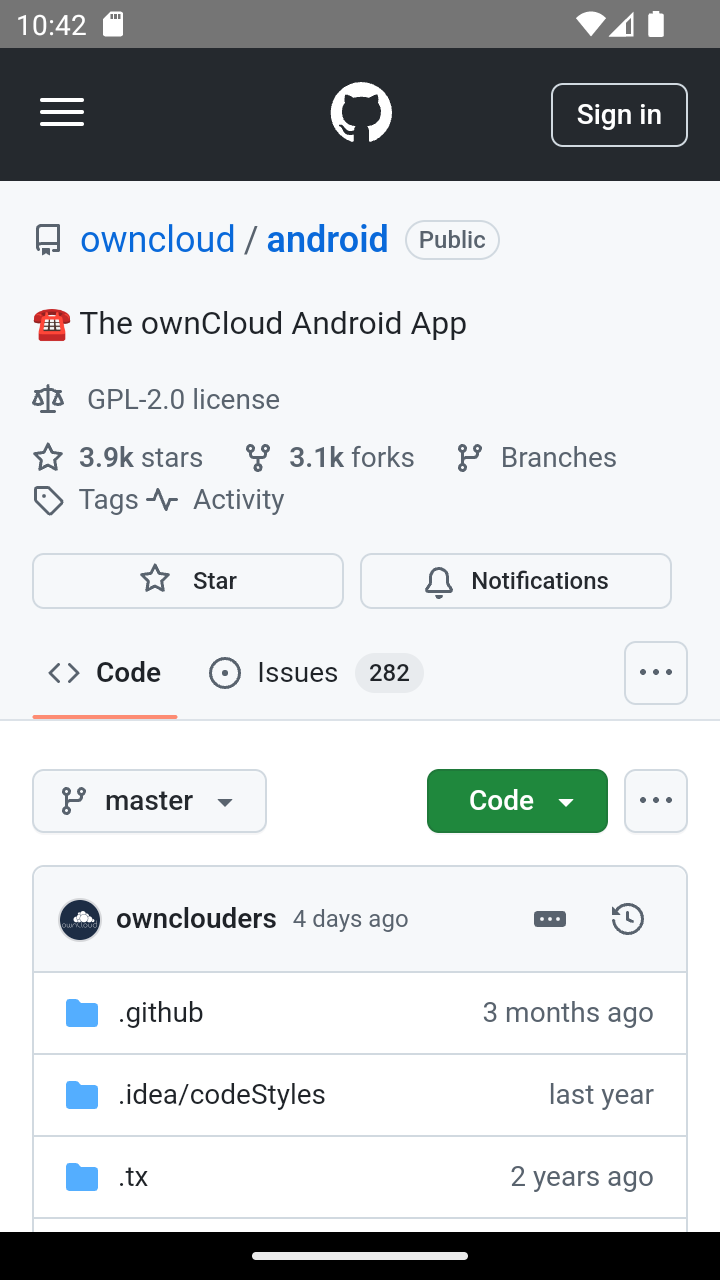 10:42
Sign in
owncloud / android Public
☎️ The ownCloud Android App
GPL-2.0 license
3.9k stars 3.1k forks Branches
Tags Activity
Star Notifications
Code Issues 282
master Code
ownclouders 4 days ago
.github 3 months ago
.idea/codeStyles last year
.tx 2 years ago